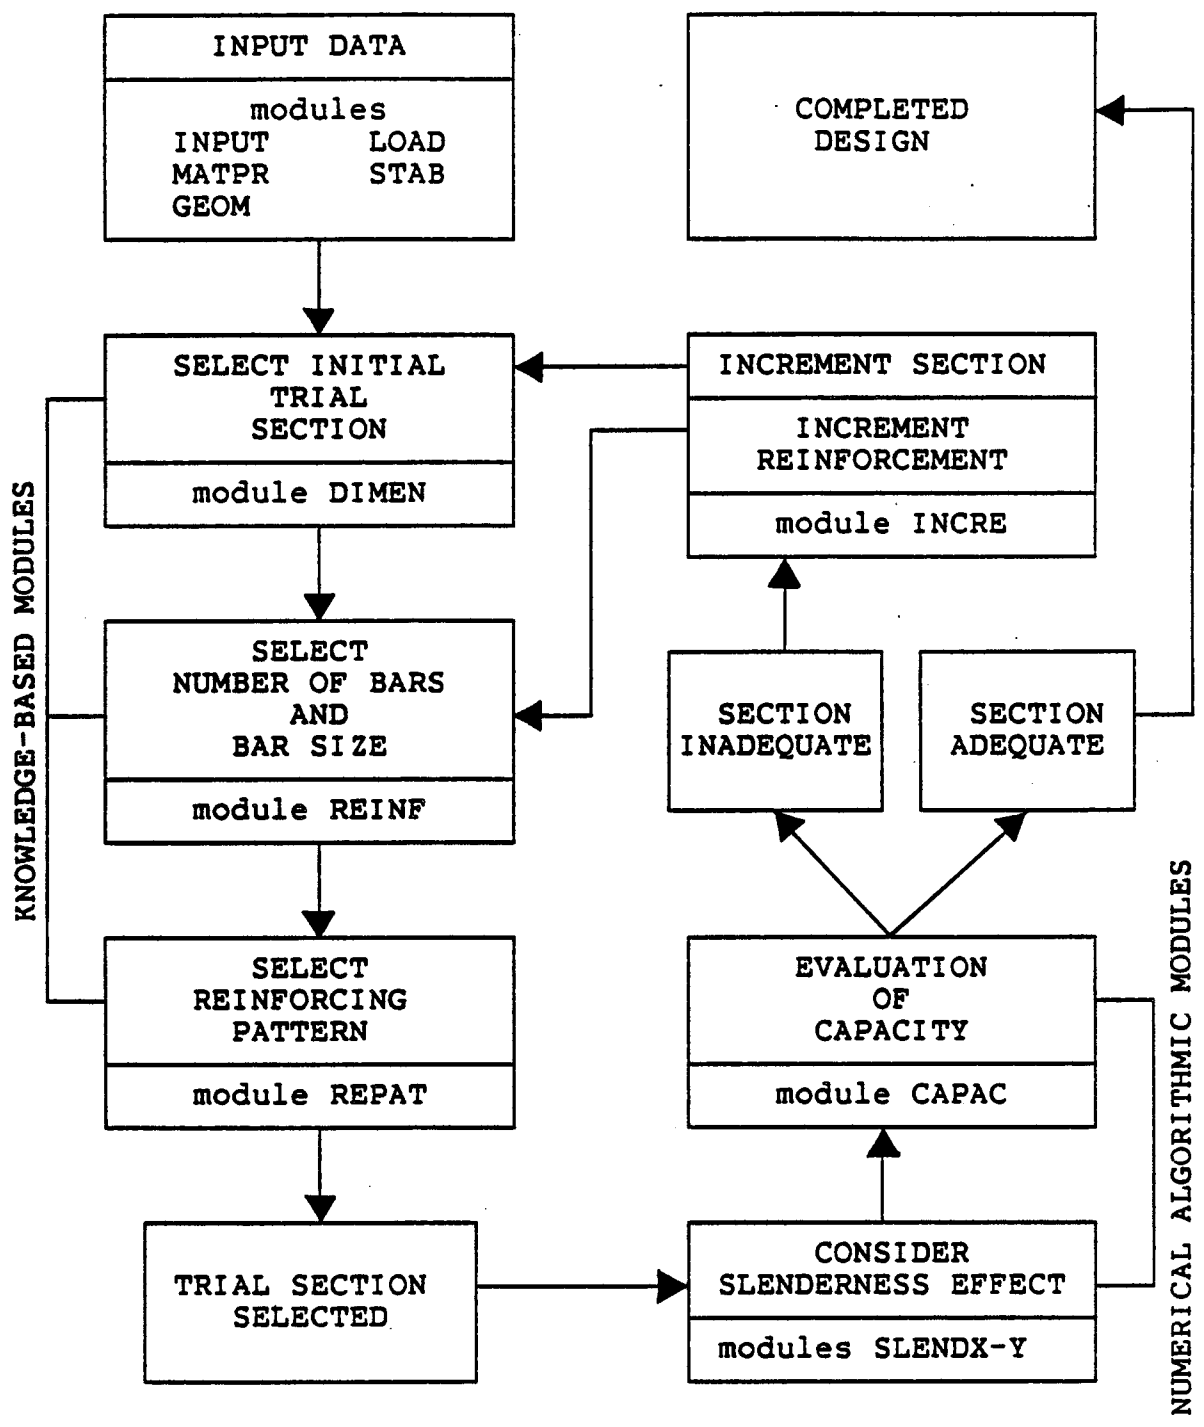 INPUT DATA
modules
INPUT LOAD
MATPR STAB
GEOM
COMPLETED
DESIGN
SELECT INITIAL
TRIAL
SECTION
module DIMEN
INCREMENT SECTION
INCREMENT
REINFORCEMENT
module INCRE
KNOWLEDGE-BASED MODULES
SELECT
NUMBER OF BARS
AND
BAR SIZE
module REINF
SECTION
INADEQUATE
SECTION
ADEQUATE
SELECT
REINFORCING
PATTERN
module REPAT
EVALUATION
OF
CAPACITY
module CAPAC
NUMERICAL ALGORITHMIC MODULES
TRIAL SECTION
SELECTED
CONSIDER
SLENDERNESS EFFECT
modules SLENDX-Y